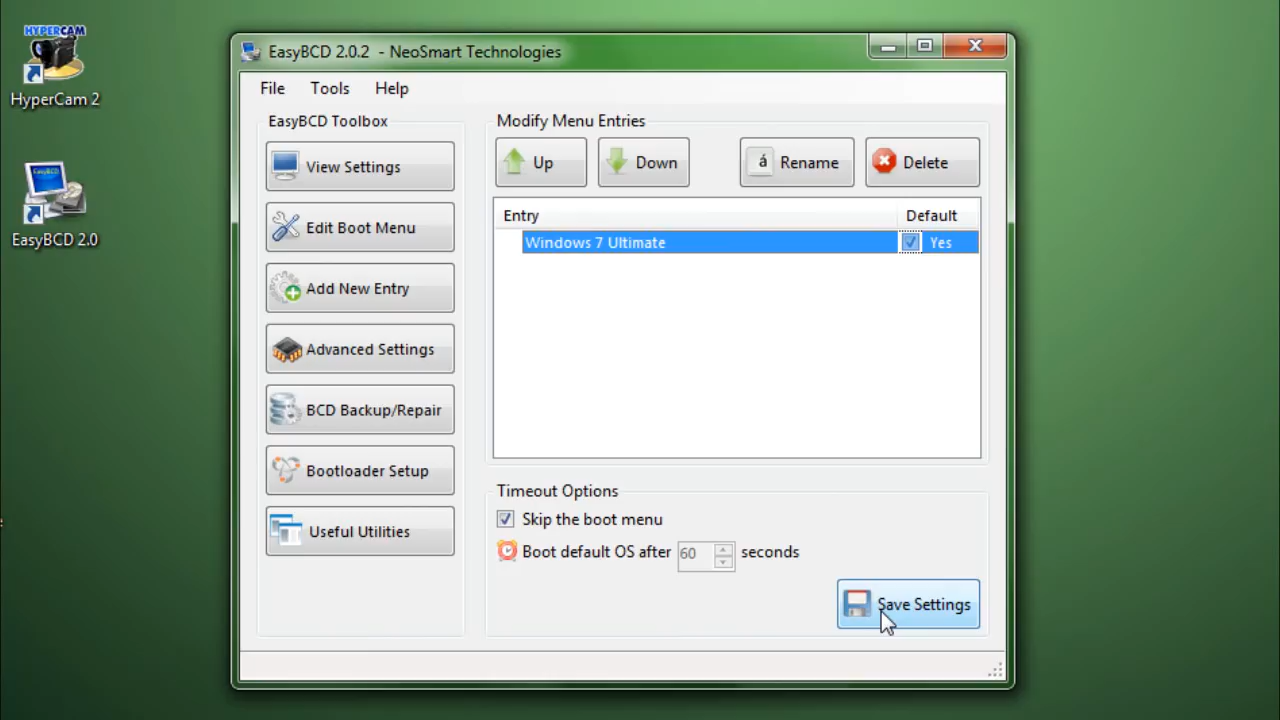 HYPERCAM
HyperCam 2
EasyBCD
EasyBCD 2.0
EasyBCD 2.0.2 - NeoSmart Technologies
File Tools Help
EasyBCD Toolbox
View Settings
Edit Boot Menu
Add New Entry
Advanced Settings
BCD Backup/Repair
Bootloader Setup
Useful Utilities
Modify Menu Entries
Up Down á Rename Delete
Entry Default
Windows 7 Ultimate Yes
Timeout Options
Skip the boot menu
Boot default OS after 60 seconds
Save Settings